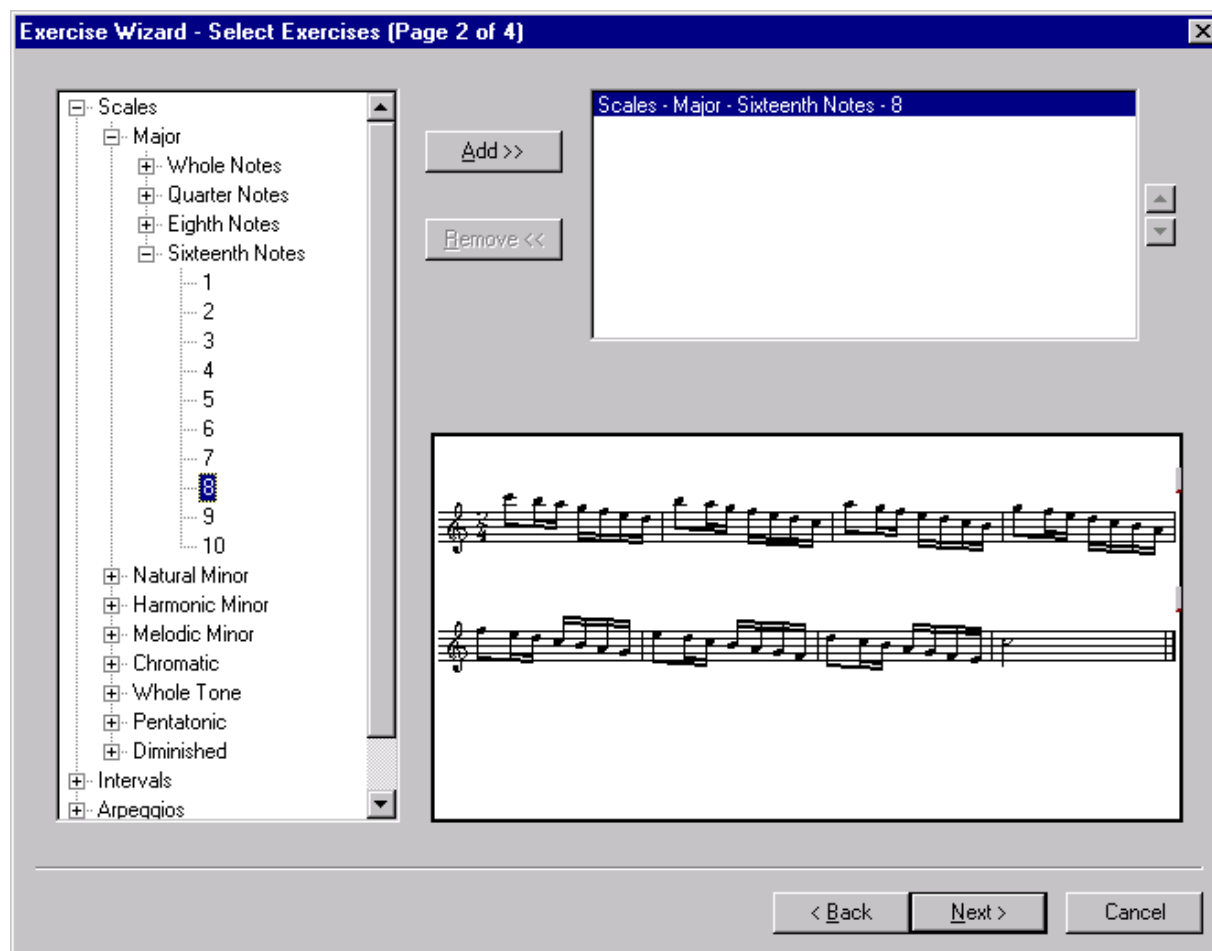 Exercise Wizard - Select Exercises (Page 2 of 4)
Scales
Major
Whole Notes
Quarter Notes
Eighth Notes
Sixteenth Notes
1
2
3
4
5
6
7
8
9
10
Natural Minor
Harmonic Minor
Melodic Minor
Chromatic
Whole Tone
Pentatonic
Diminished
Intervals
Arpeggios
Add >>
Remove <<
Scales - Major - Sixteenth Notes - 8
< Back
Next >
Cancel